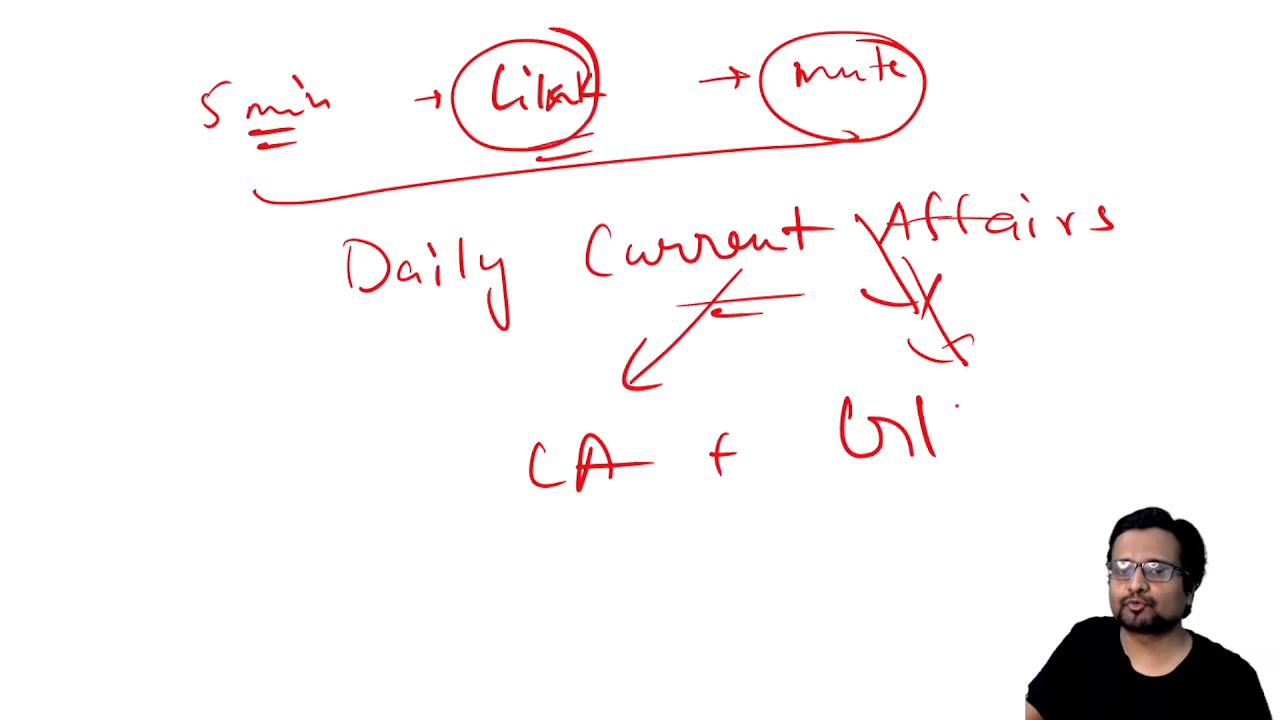 5 min → → mute
Daily Current Affairs
CA +